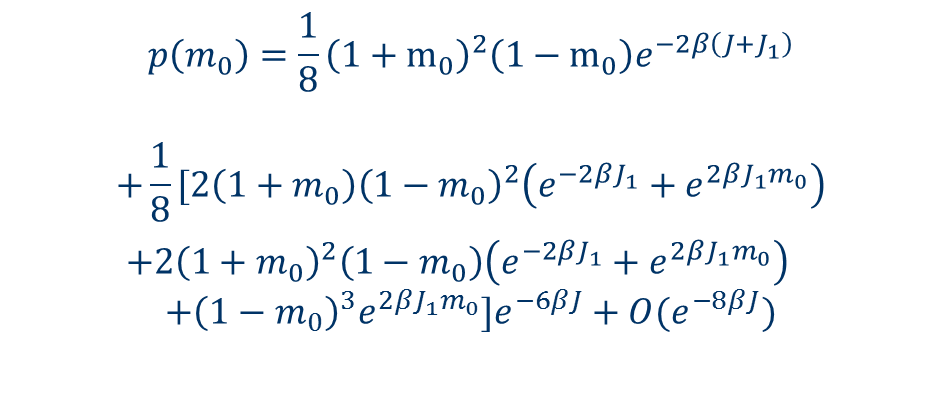 p(m₀) = 1/8 (1 + m₀)²(1 − m₀)e^{−2β(J+J₁)}
+ 1/8 [2(1 + m₀)(1 − m₀)²(e^{−2βJ₁} + e^{2βJ₁m₀})
+2(1 + m₀)²(1 − m₀)(e^{−2βJ₁} + e^{2βJ₁m₀})
+(1 − m₀)³e^{2βJ₁m₀}]e^{−6βJ} + O(e^{−8βJ})